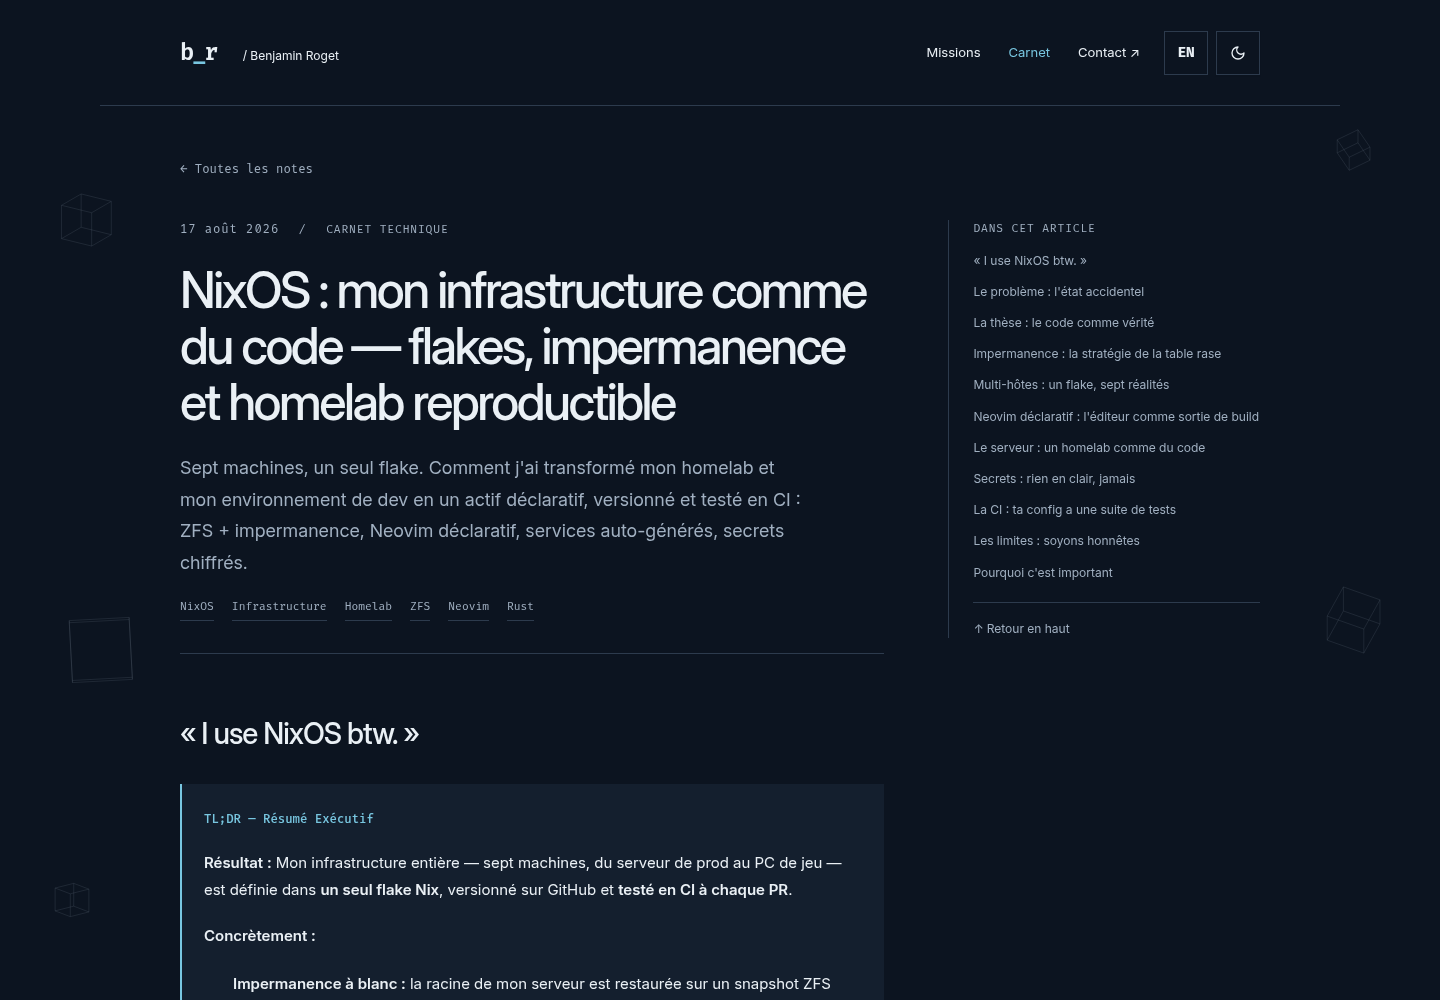 b_r / Benjamin Roget
Missions Carnet Contact ↗ EN
← Toutes les notes
17 août 2026 / CARNET TECHNIQUE
NixOS : mon infrastructure comme
du code — flakes, impermanence
et homelab reproductible
Sept machines, un seul flake. Comment j'ai transformé mon homelab et
mon environnement de dev en un actif déclaratif, versionné et testé en CI :
ZFS + impermanence, Neovim déclaratif, services auto-générés, secrets
chiffrés.
NixOS Infrastructure Homelab ZFS Neovim Rust
DANS CET ARTICLE
« I use NixOS btw. »
Le problème : l'état accidentel
La thèse : le code comme vérité
Impermanence : la stratégie de la table rase
Multi-hôtes : un flake, sept réalités
Neovim déclaratif : l'éditeur comme sortie de build
Le serveur : un homelab comme du code
Secrets : rien en clair, jamais
La CI : ta config a une suite de tests
Les limites : soyons honnêtes
Pourquoi c'est important
↑ Retour en haut
« I use NixOS btw. »
TL;DR — Résumé Exécutif
Résultat : Mon infrastructure entière — sept machines, du serveur de prod au PC de jeu —
est définie dans un seul flake Nix, versionné sur GitHub et testé en CI à chaque PR.
Concrètement :
Impermanence à blanc : la racine de mon serveur est restaurée sur un snapshot ZFS